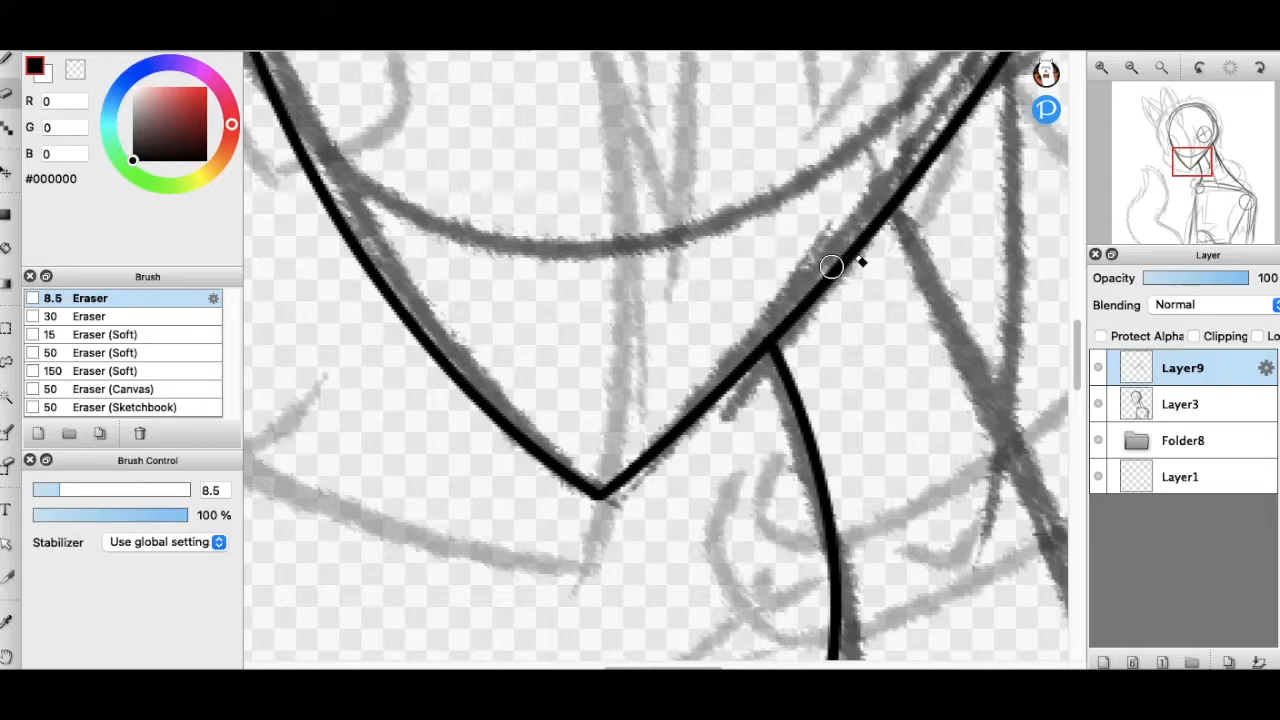 R 0
G 0
B 0
#000000
Brush
8.5 Eraser
30 Eraser
15 Eraser (Soft)
50 Eraser (Soft)
150 Eraser (Soft)
50 Eraser (Canvas)
50 Eraser (Sketchbook)
Brush Control
8.5
100 %
Stabilizer Use global setting
T
P
Layer
Opacity 100
Blending Normal
Protect Alpha Clipping Lo
Layer9
Layer3
Folder8
Layer1
8 1